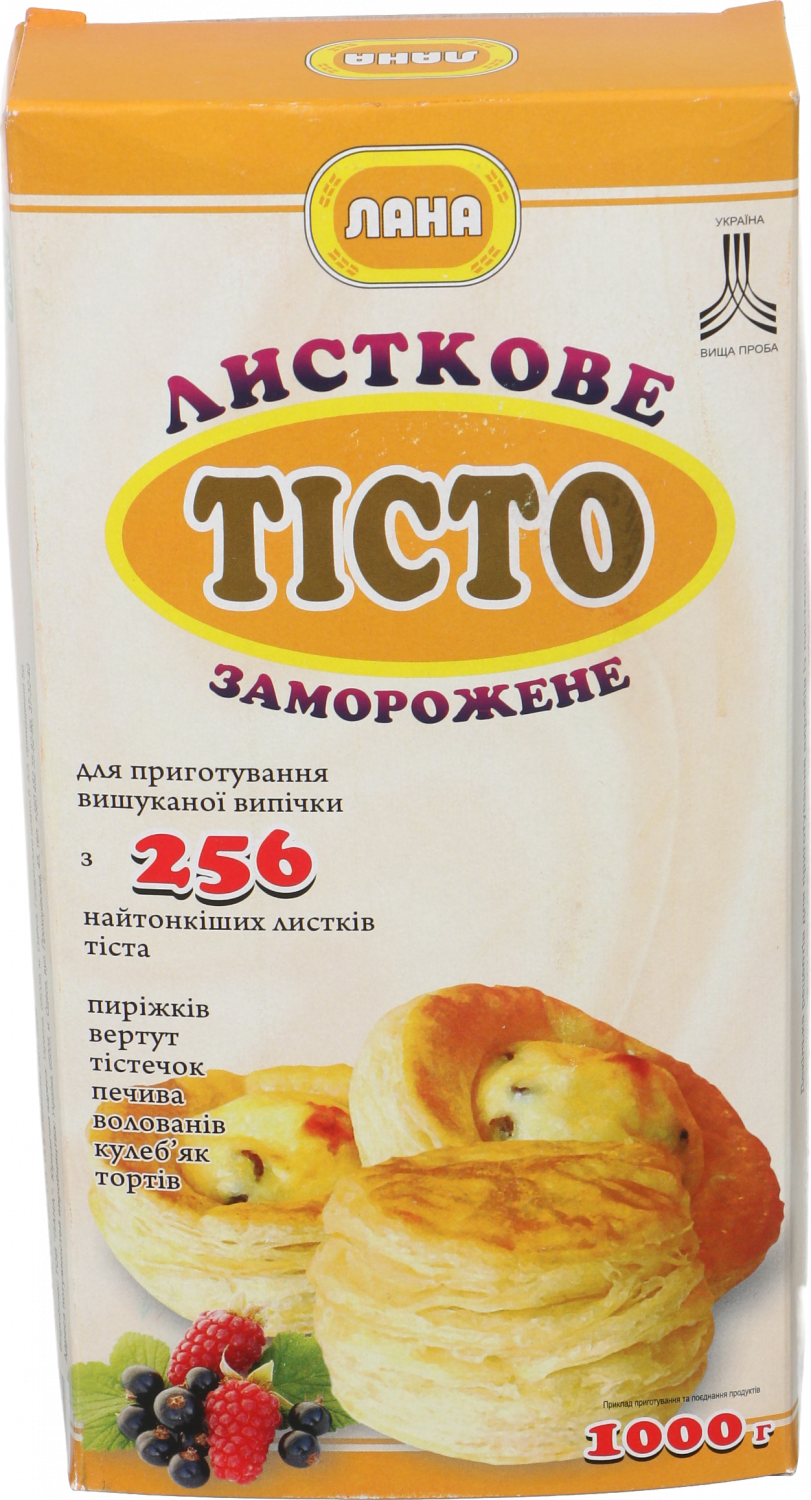 ЛАНА
ЛАНА
УКРАЇНА
ВИЩА ПРОБА
ЛИСТКОВЕ
ТІСТО
ЗАМОРОЖЕНЕ
для приготування
вишуканої випічки
з 256
найтонкіших листків
тіста
пиріжків
вертут
тістечок
печива
волованів
кулеб'як
тортів
Приклад приготування та поєднання продуктів
1000 г